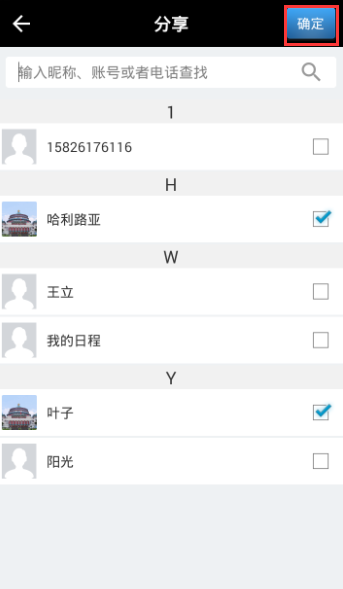 分享
确定
输入昵称、账号或者电话查找
1
15826176116
H
哈利路亚
W
王立
我的日程
Y
叶子
阳光